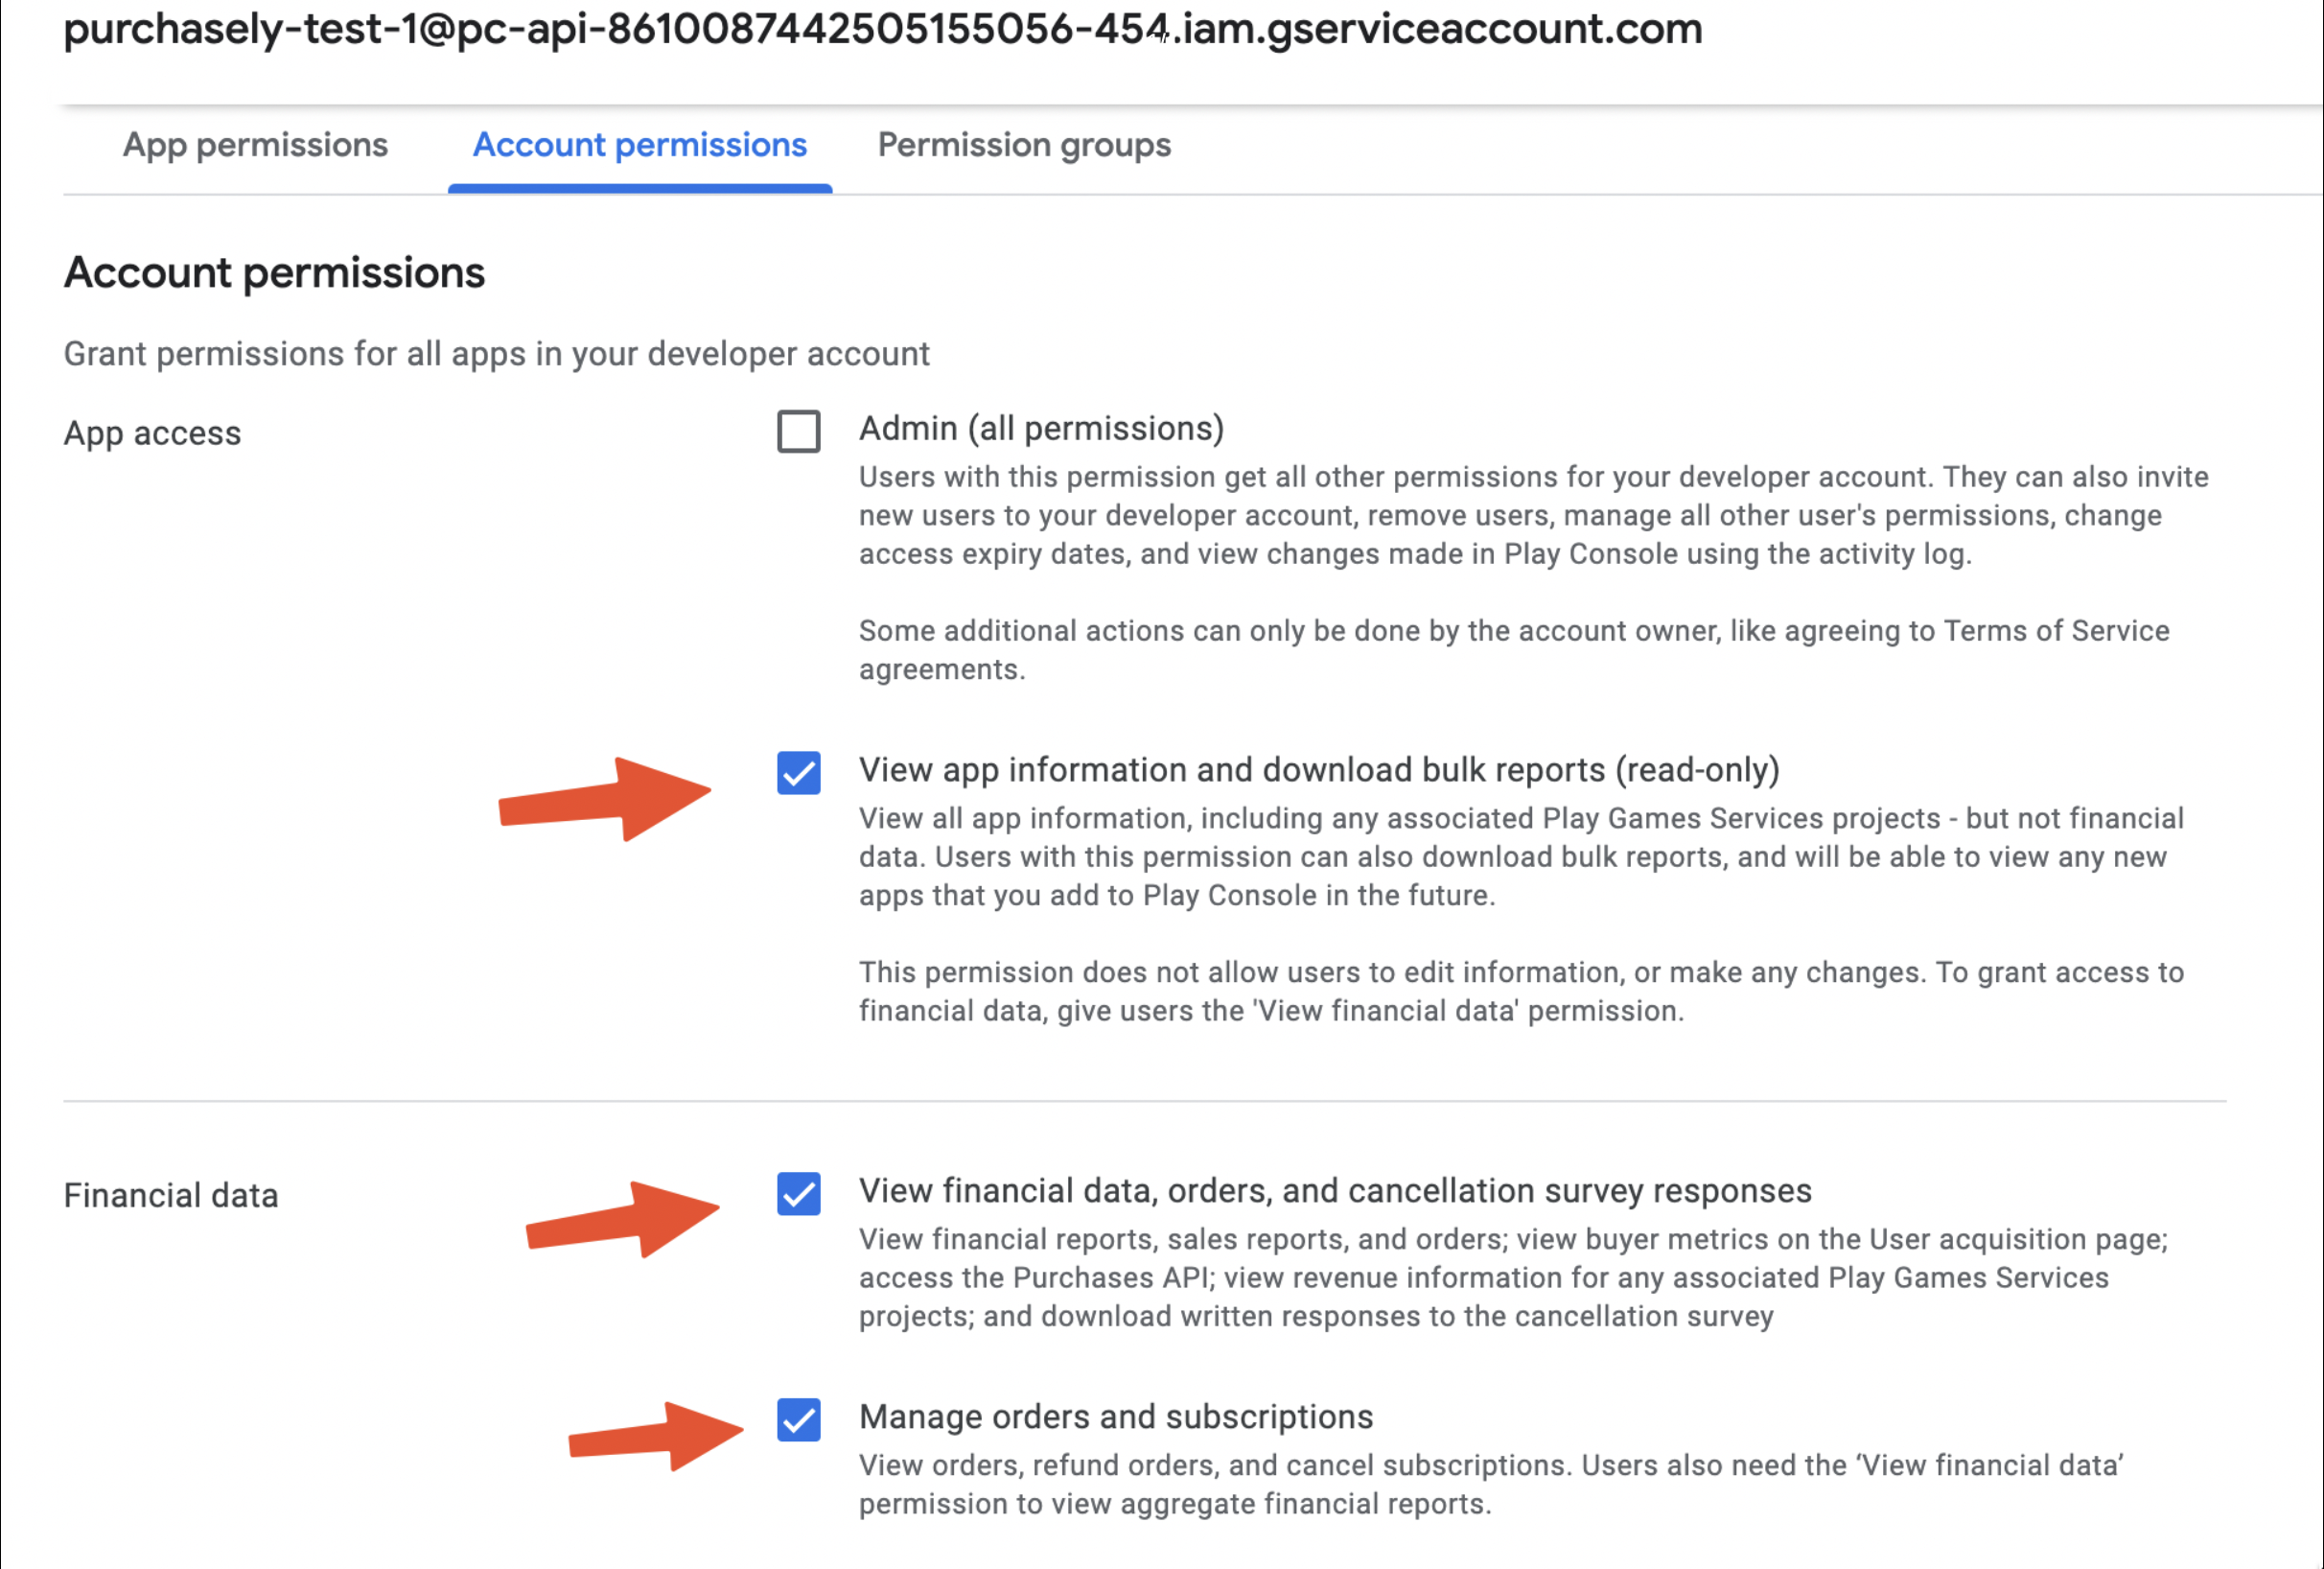 purchasely-test-1@pc-api-8610087442505155056-454.iam.gserviceaccount.com
App permissions
Account permissions
Permission groups
Account permissions
Grant permissions for all apps in your developer account
App access
Admin (all permissions)
Users with this permission get all other permissions for your developer account. They can also invite
new users to your developer account, remove users, manage all other user's permissions, change
access expiry dates, and view changes made in Play Console using the activity log.
Some additional actions can only be done by the account owner, like agreeing to Terms of Service
agreements.
View app information and download bulk reports (read-only)
View all app information, including any associated Play Games Services projects - but not financial
data. Users with this permission can also download bulk reports, and will be able to view any new
apps that you add to Play Console in the future.
This permission does not allow users to edit information, or make any changes. To grant access to
financial data, give users the 'View financial data' permission.
Financial data
View financial data, orders, and cancellation survey responses
View financial reports, sales reports, and orders; view buyer metrics on the User acquisition page;
access the Purchases API; view revenue information for any associated Play Games Services
projects; and download written responses to the cancellation survey
Manage orders and subscriptions
View orders, refund orders, and cancel subscriptions. Users also need the ‘View financial data’
permission to view aggregate financial reports.